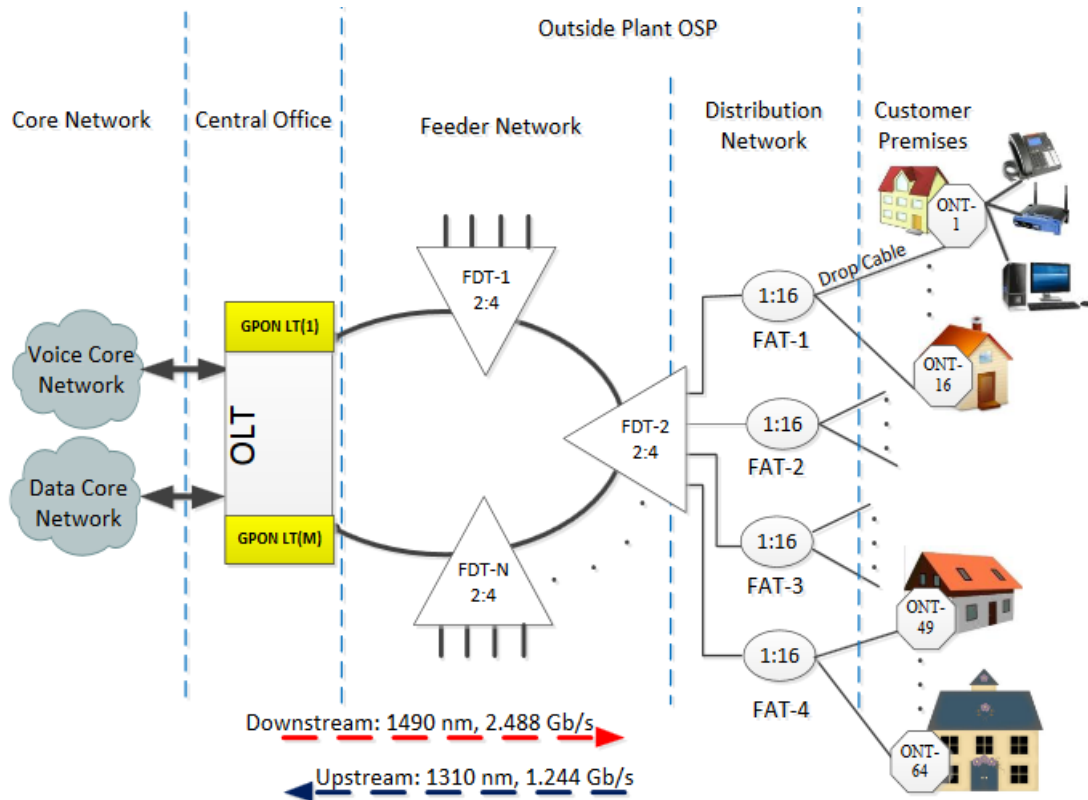 Outside Plant OSP
Core Network
Central Office
Feeder Network
Distribution
Network
Customer
Premises
Voice Core
Network
Data Core
Network
GPON LT(1)
OLT
GPON LT(M)
FDT-1
2:4
FDT-2
2:4
FDT-N
2:4
1:16
FAT-1
1:16
FAT-2
1:16
FAT-3
1:16
FAT-4
Drop Cable
ONT-
1
ONT-
16
ONT-
49
ONT-
64
Downstream: 1490 nm, 2.488 Gb/s
Upstream: 1310 nm, 1.244 Gb/s